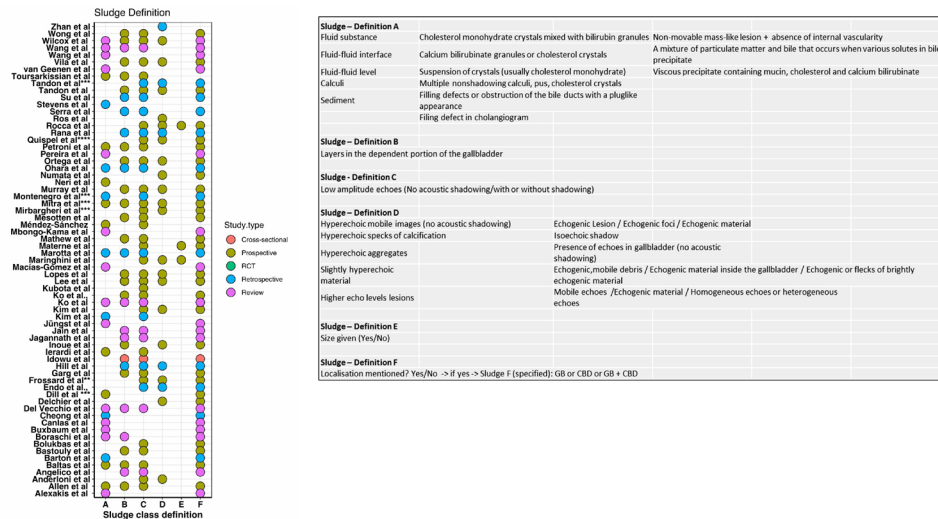 Sludge Definition
Zhan et al
Wong et al
Wilcox et al
Wang et al
Wang et al
Vila et al
van Geenen et al
Toursarkissian et al
Tandon et al***
Tandon et al
Su et al
Stevens et al
Serra et al
Ros et al
Rocca et al
Rana et al
Quispel et al****
Petroni et al
Pereira et al
Ortega et al
Ohara et al
Numata et al
Neri et al
Murray et al
Montenegro et al***
Mitra et al***
Mirbargheri et al***
Mesotten et al
Méndez-Sánchez
Mbongo-Kama et al
Mathew et al
Materne et al
Marotta et al
Maringhini et al
Macias-Gómez et al
Lopes et al
Lee et al
Kubota et al
Ko et al..
Ko et al
Kim et al
Kim et al
Jüngst et al
Jain et al
Jagannath et al
Inoue et al
Ierardi et al
Idowu et al
Hill et al
Garg et al
Frossard et al**
Endo et al..
Dill et al ***
Delchier et al
Del Vecchio et al
Cheong et al
Canlas et al
Buxbaum et al
Boraschi et al
Bolukbas et al
Bastouly et al
Barton et al
Baltas et al
Angelico et al
Anderloni et al
Allen et al
Alexakis et al
A B C D E F
Sludge class definition
Study.type
Cross-sectional
Prospective
RCT
Retrospective
Review
Sludge – Definition A
Fluid substance Cholesterol monohydrate crystals mixed with bilirubin granules Non-movable mass-like lesion + absence of internal vascularity
Fluid-fluid interface Calcium bilirubinate granules or cholesterol crystals A mixture of particulate matter and bile that occurs when various solutes in bile
precipitate
Fluid-fluid level Suspension of crystals (usually cholesterol monohydrate) Viscous precipitate containing mucin, cholesterol and calcium bilirubinate
Calculi Multiple nonshadowing calculi, pus, cholesterol crystals
Sediment Filling defects or obstruction of the bile ducts with a pluglike
appearance
Filling defect in cholangiogram
Sludge – Definition B
Layers in the dependent portion of the gallbladder
Sludge - Definition C
Low amplitude echoes (No acoustic shadowing/with or without shadowing)
Sludge – Definition D
Hyperechoic mobile images (no acoustic shadowing) Echogenic Lesion / Echogenic foci / Echogenic material
Hyperechoic specks of calcification Isoechoic shadow
Hyperechoic aggregates Presence of echoes in gallbladder (no acoustic
shadowing)
Slightly hyperechoic
material Echogenic,mobile debris / Echogenic material inside the gallbladder / Echogenic or flecks of brightly
echogenic material
Higher echo levels lesions Mobile echoes /Echogenic material / Homogeneous echoes or heterogeneous
echoes
Sludge – Definition E
Size given (Yes/No)
Sludge – Definition F
Localisation mentioned? Yes/No -> if yes -> Sludge F (specified): GB or CBD or GB + CBD